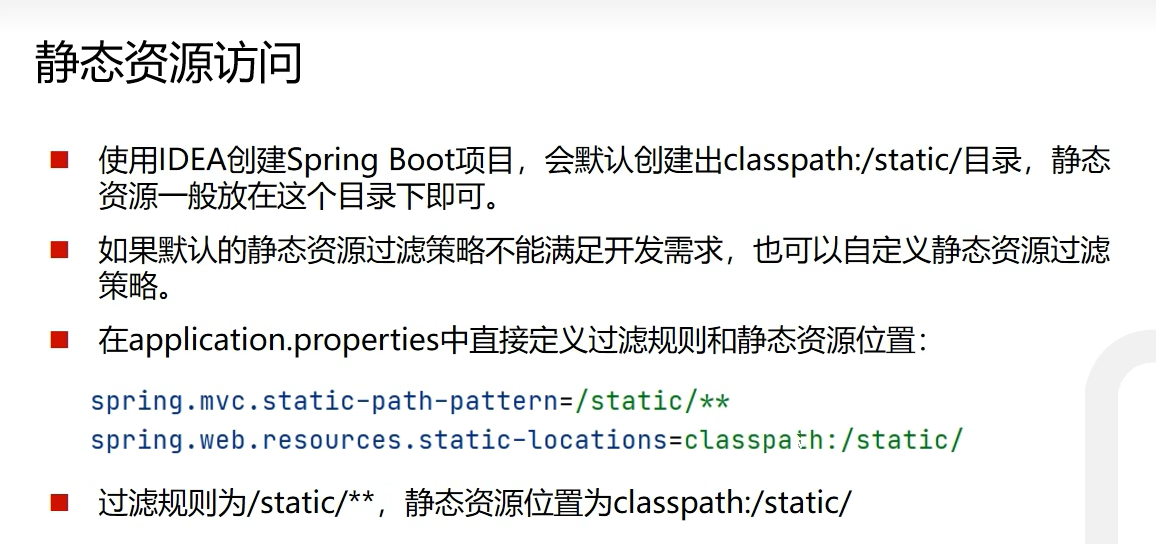 静态资源访问
使用IDEA创建Spring Boot项目，会默认创建出classpath:/static/目录，静态
资源一般放在这个目录下即可。
如果默认的静态资源过滤策略不能满足开发需求，也可以自定义静态资源过滤
策略。
在application.properties中直接定义过滤规则和静态资源位置：
spring.mvc.static-path-pattern=/static/**
spring.web.resources.static-locations=classpath:/static/
过滤规则为/static/**，静态资源位置为classpath:/static/